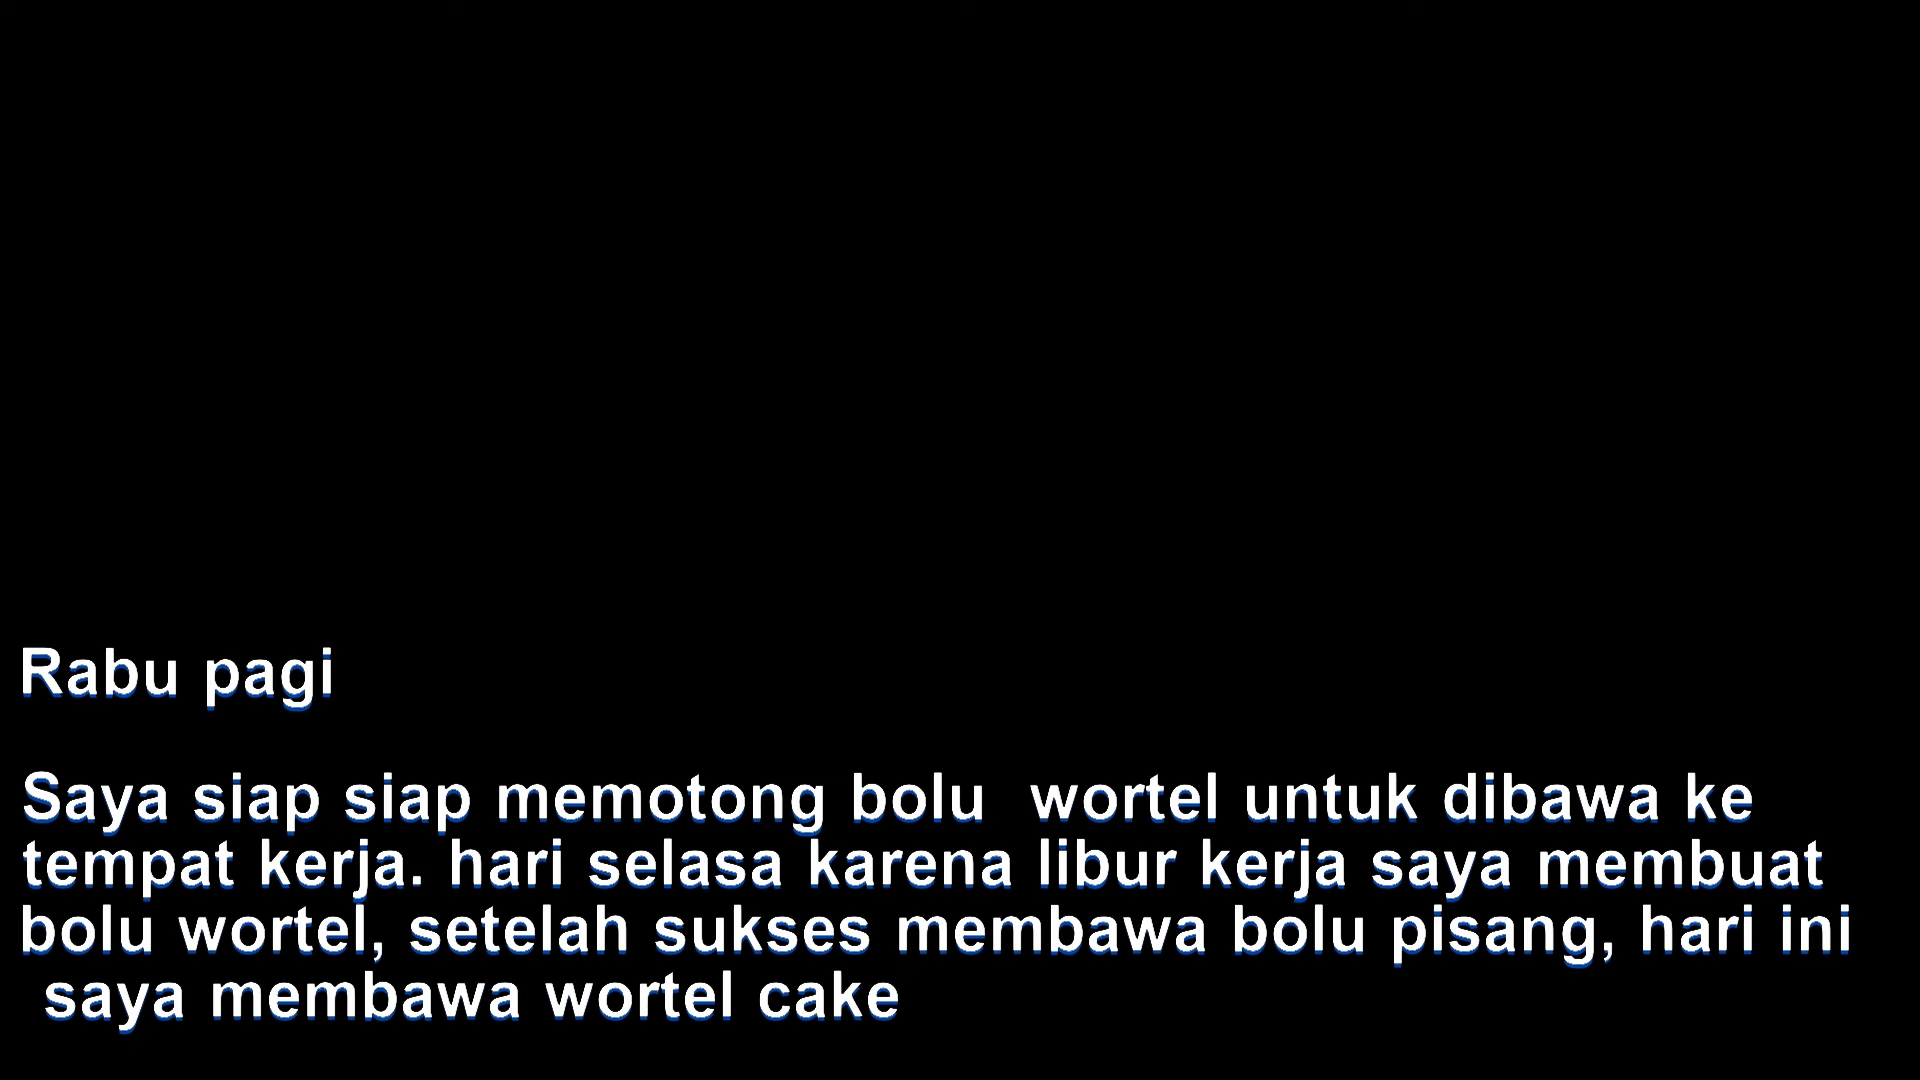 Rabu pagi
Saya siap siap memotong bolu  wortel untuk dibawa ke
tempat kerja. hari selasa karena libur kerja saya membuat
bolu wortel, setelah sukses membawa bolu pisang, hari ini
saya membawa wortel cake